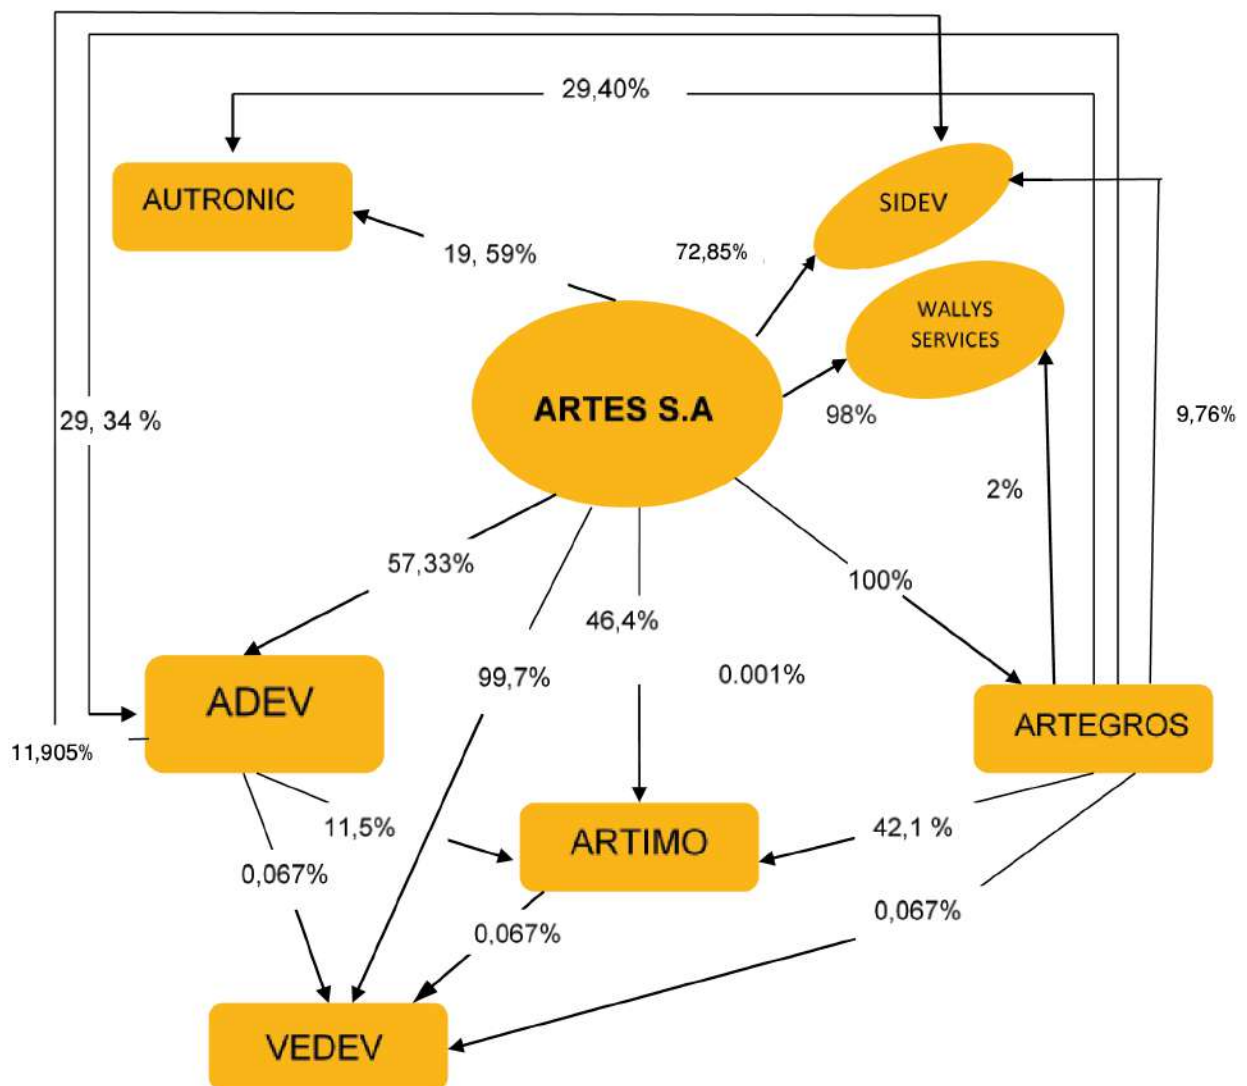 29,40%
AUTRONIC
SIDEV
19, 59%
72,85%
WALLYS
SERVICES
ARTES S.A
98%
9,76%
29, 34 %
2%
57,33%
100%
46,4%
99,7%
0.001%
ADEV
ARTEGROS
11,905%
11,5%
ARTIMO
42,1 %
0,067%
0,067%
0,067%
VEDEV